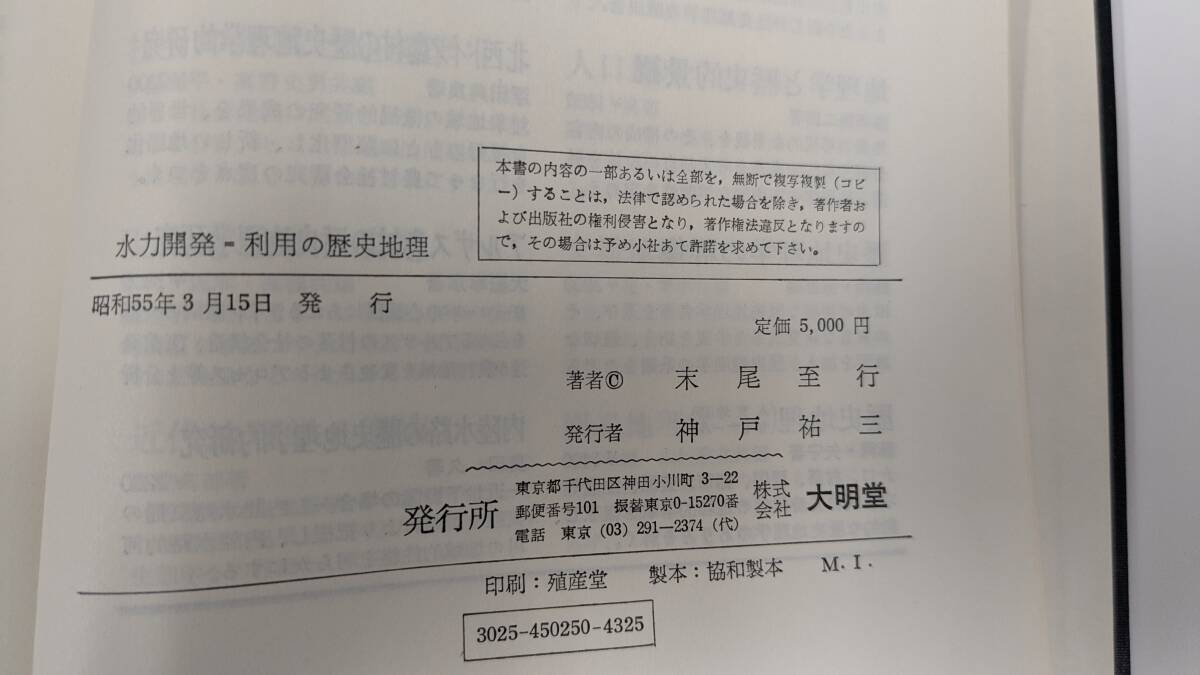 本書の内容の一部あるいは全部を，無断で複写複製（コピ
ー）することは，法律で認められた場合を除き，著作者お
よび出版社の権利侵害となり，著作権法違反となりますの
で，その場合は予め小社あて許諾を求めて下さい。
水力開発＝利用の歴史地理
昭和55年3月15日 発 行
定価 5,000 円
著者© 末 尾 至 行
発行者 神 戸 祐 三
発行所
東京都千代田区神田小川町 3—22
郵便番号101 振替東京0-15270番
電話 東京 (03) 291—2374 (代)
株式
会社
大明堂
印刷：殖産堂 製本：協和製本 M. I.
3025-450250-4325